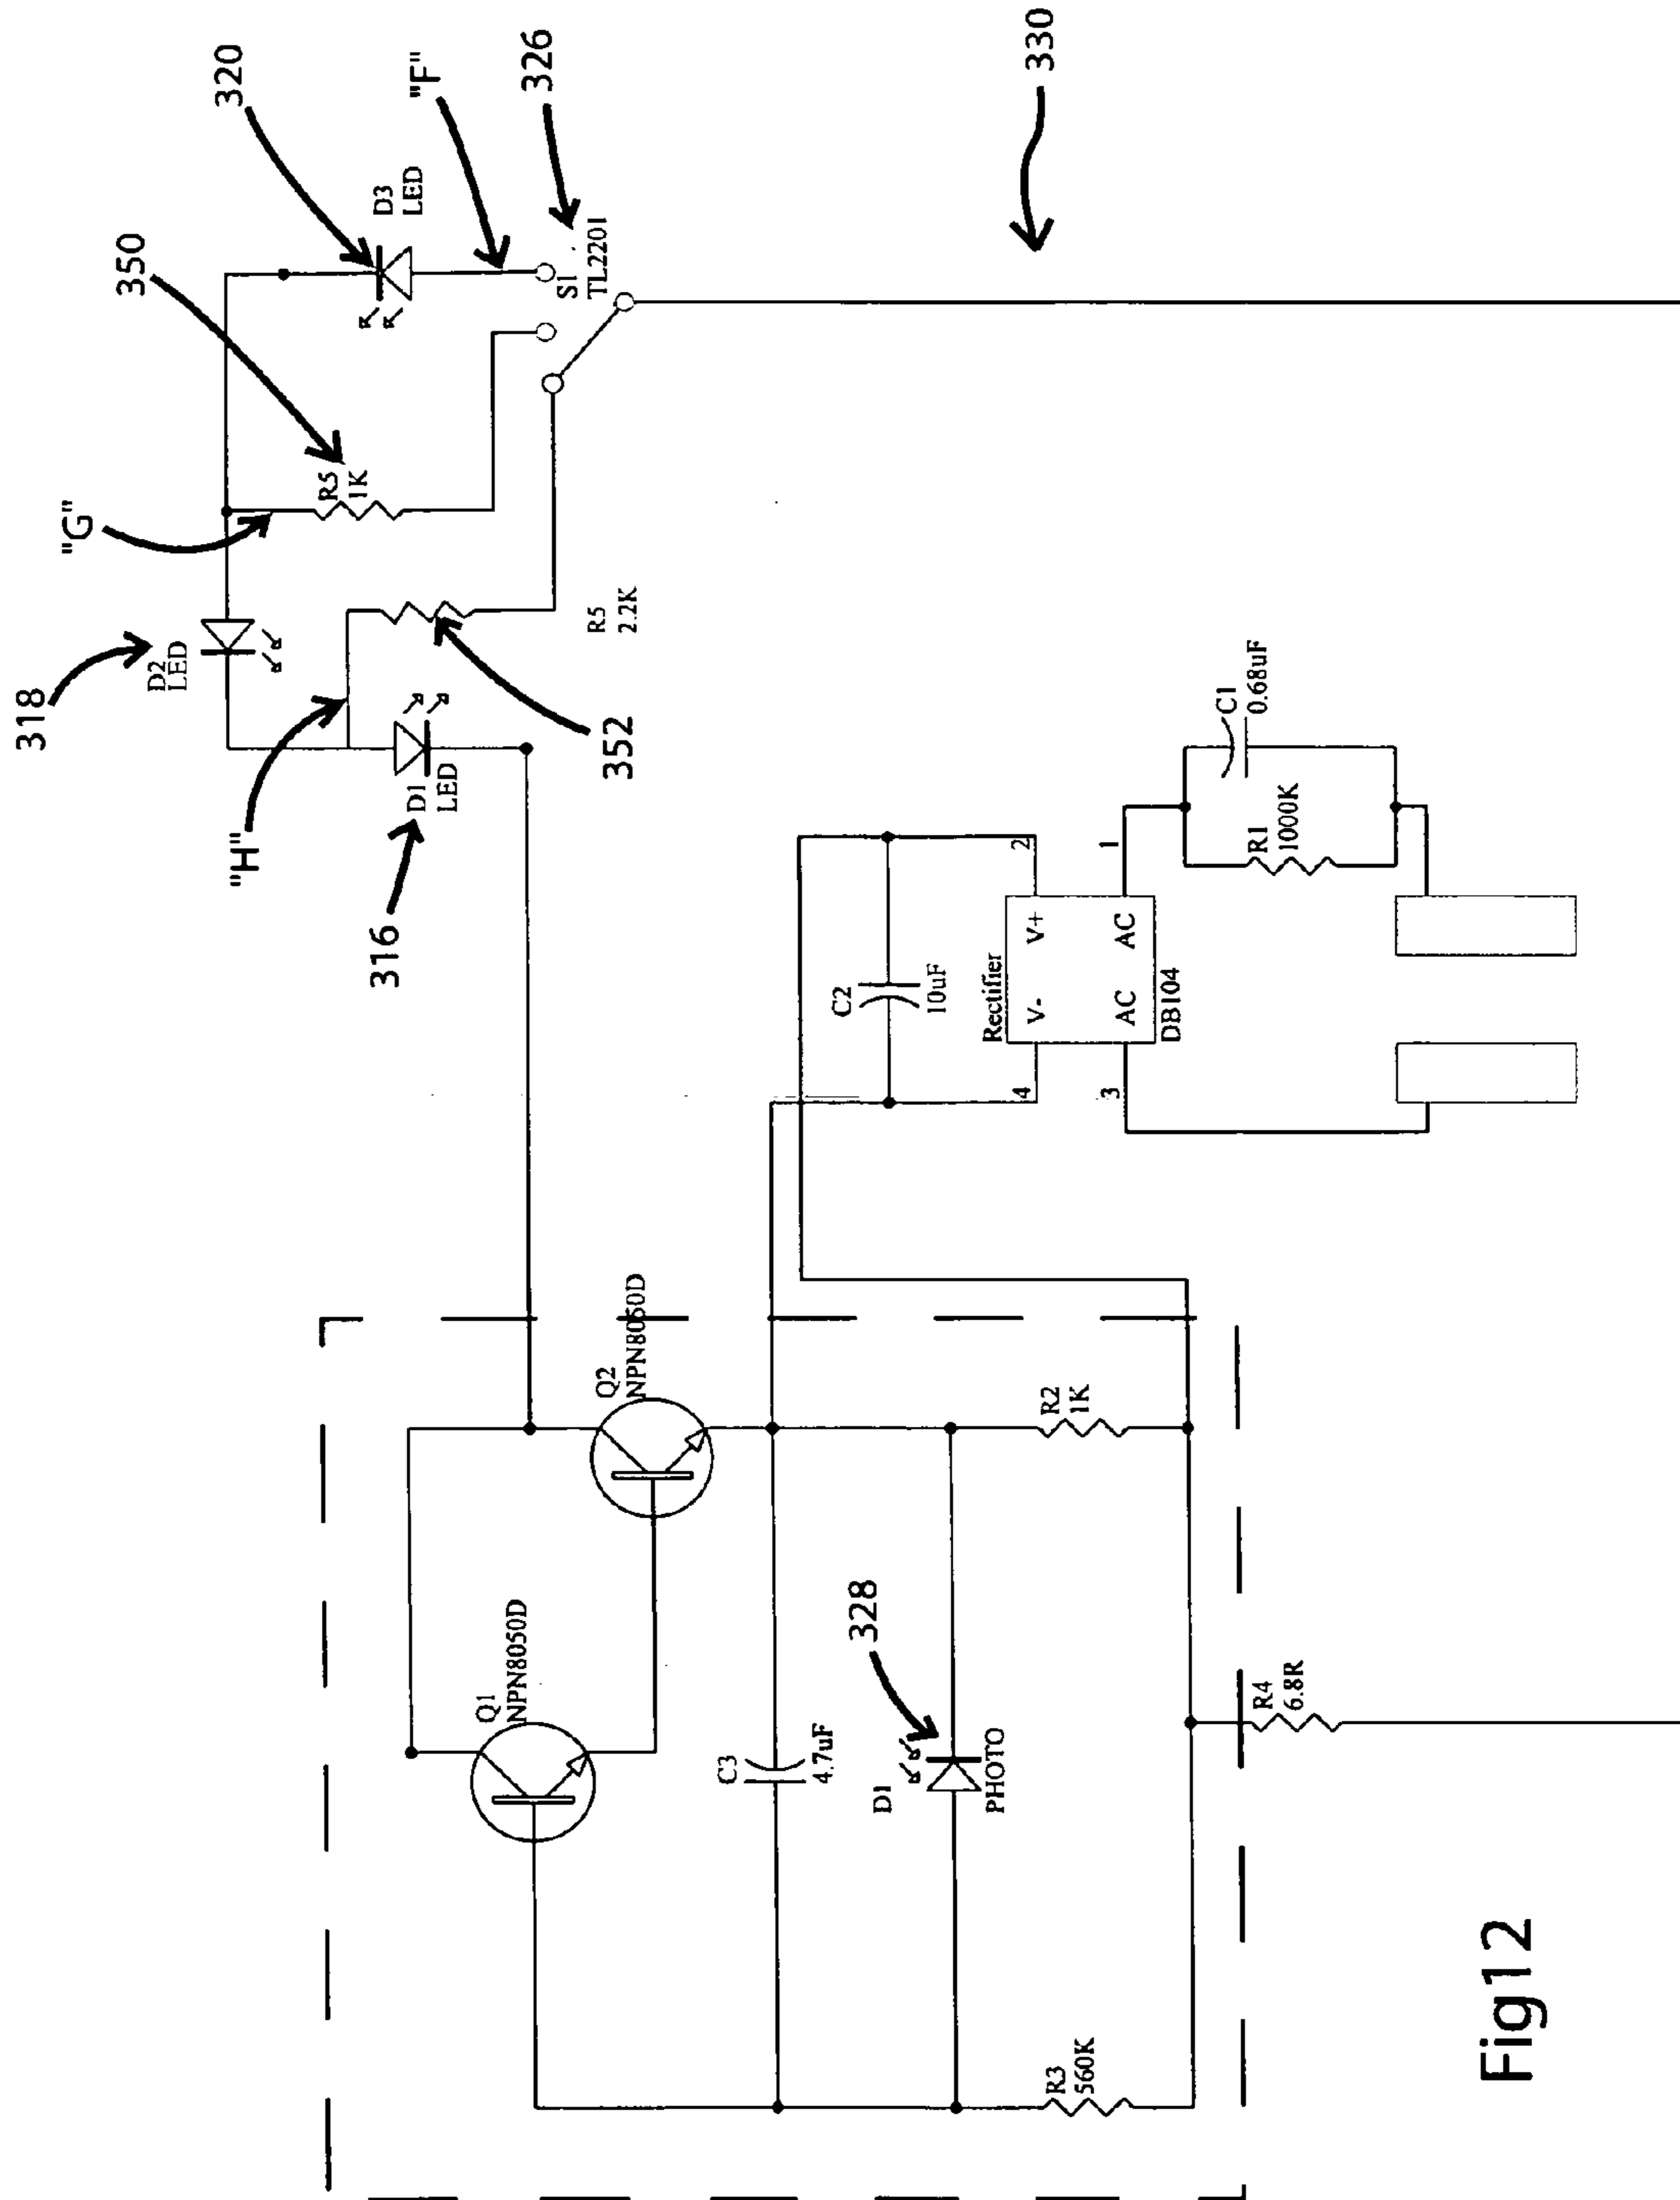 318
"G"
350
D2
LED
320
"H"
316
D3
LED
D1
LED
R5
1K
"F"
326
Q1
NPN8050D
S1
TL2201
Q2
NPN8050D
R5
2.2K
352
C3
4.7uF
C2
10uF
328
D1
PHOTO
Rectifier
4
V-
V+
2
3
AC
AC
1
DB104
330
R3
560K
R2
1K
C1
0.68uF
R1
1000K
R4
6.8R
Fig12